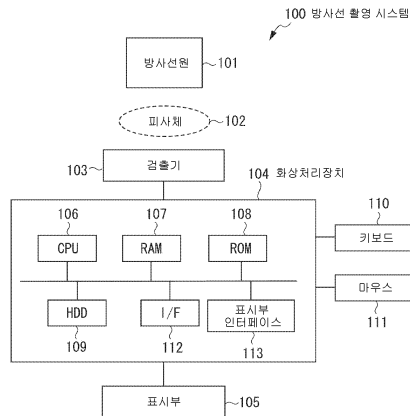 100 방사선 촬영 시스템
방사선원
101
피사체
102
검출기
103
104 화상처리장치
106
107
108
110
CPU
RAM
ROM
키보드
마우스
111
HDD
I/F
표시부
인터페이스
109
112
113
표시부
105